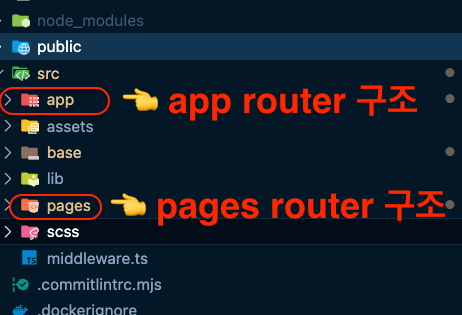 node_modules
public
src
app 👈 app router 구조
assets
base
lib
pages 👈 pages router 구조
scss
TS middleware.ts
.commitlintrc.mjs
.dockerignore